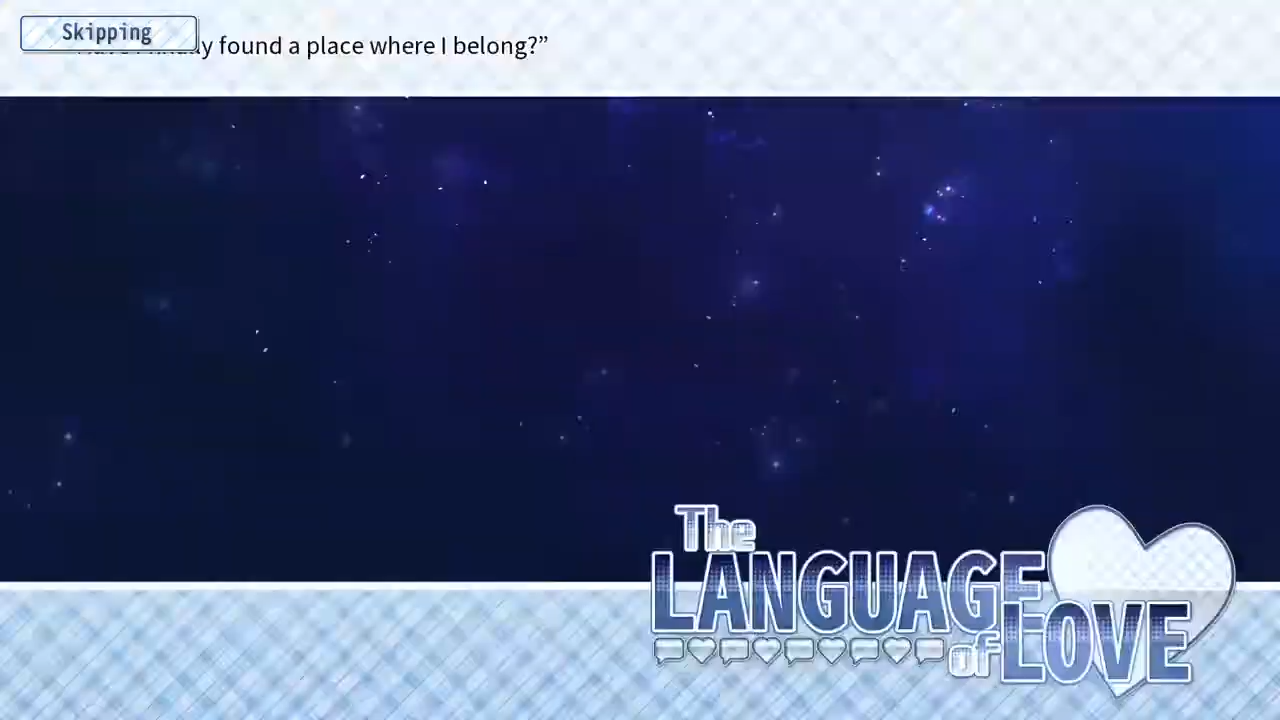 Skipping
found a place where I belong?”
The
LANGUAGE
of LOVE